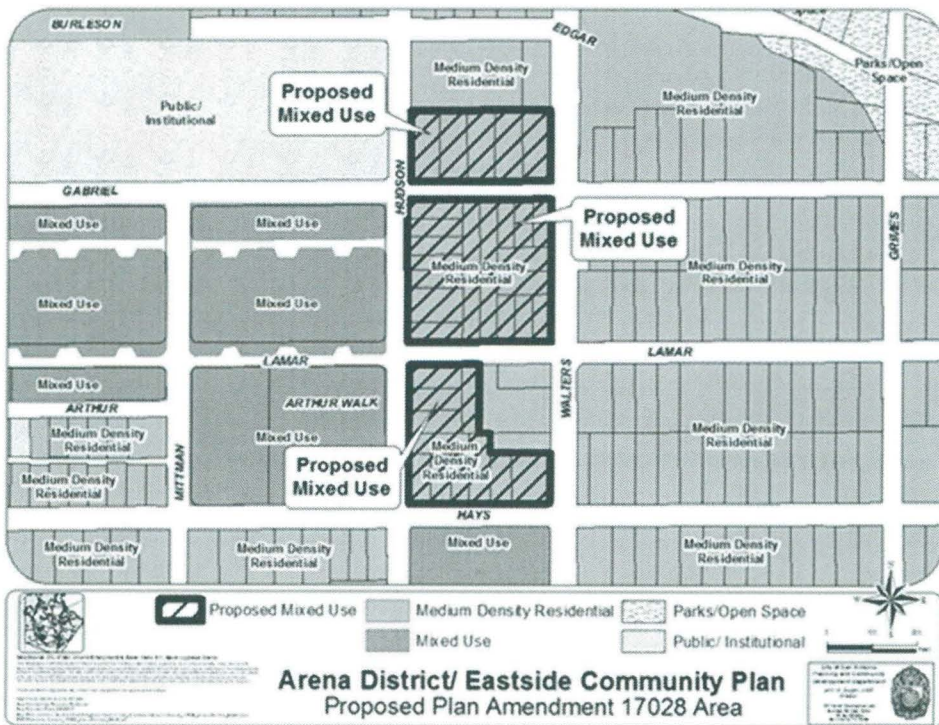 BURLESON
EDGAR
Space
Parks/Open
Space
Medium Density
Residential
Medium Density
Residential
Proposed
Mixed Use
Public/
Institutional
GABRIEL
HUDSON
GRIMES
Mixed Use
Mixed Use
Proposed
Mixed Use
Medium Density
Residential
Medium Density
Residential
Mixed Use
Mixed Use
LAMAR
LAMAR
WALTERS
Mixed Use
ARTHUR
ARTHUR WALK
Mixed Use
Medium Density
Residential
Medium Density
Residential
Medium
Density
Residential
Proposed
Mixed Use
Medium Density
Residential
MITTMAN
HAYS
Medium Density
Residential
Medium Density
Residential
Mixed Use
Medium Density
Residential
Proposed Mixed Use
Medium Density Residential
Parks/Open Space
Mixed Use
Public/ Institutional
Arena District/ Eastside Community Plan
Proposed Plan Amendment 17028 Area